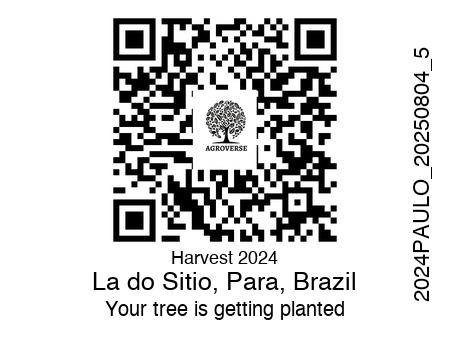 AGROVERSE
Harvest 2024
La do Sitio, Para, Brazil
Your tree is getting planted
2024PAULO_20250804_5